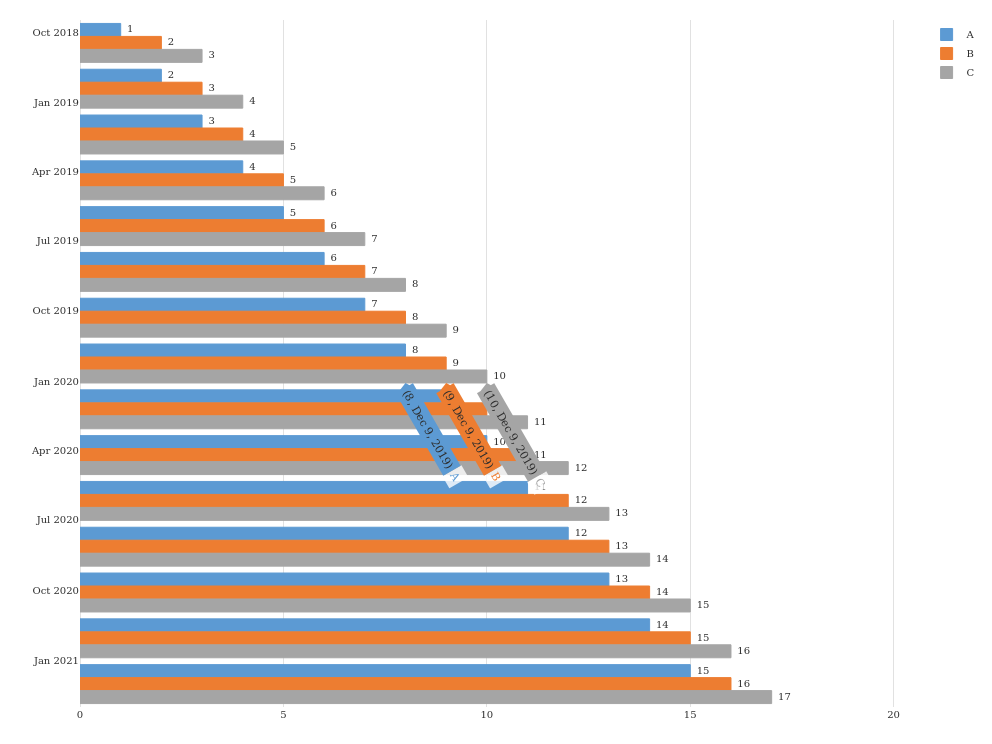 Oct 2018
1
2
3
A
B
C
2
3
4
Jan 2019
3
4
5
Apr 2019
4
5
6
5
6
7
Jul 2019
6
7
8
Oct 2019
7
8
9
8
9
10
Jan 2020
(8, Dec 9, 2019) A
(9, Dec 9, 2019) B
(10, Dec 9, 2019) C
11
10
11
12
Apr 2020
12
13
Jul 2020
12
13
14
Oct 2020
13
14
15
14
15
16
Jan 2021
15
16
17
0 5 10 15 20